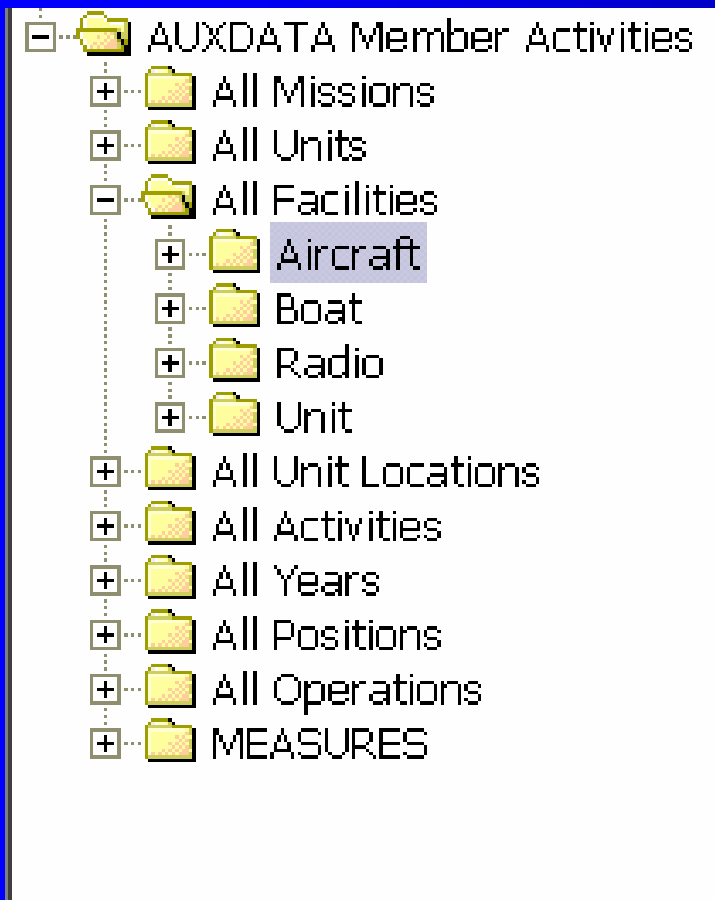 AUXDATA Member Activities
All Missions
All Units
All Facilities
Aircraft
Boat
Radio
Unit
All Unit Locations
All Activities
All Years
All Positions
All Operations
MEASURES